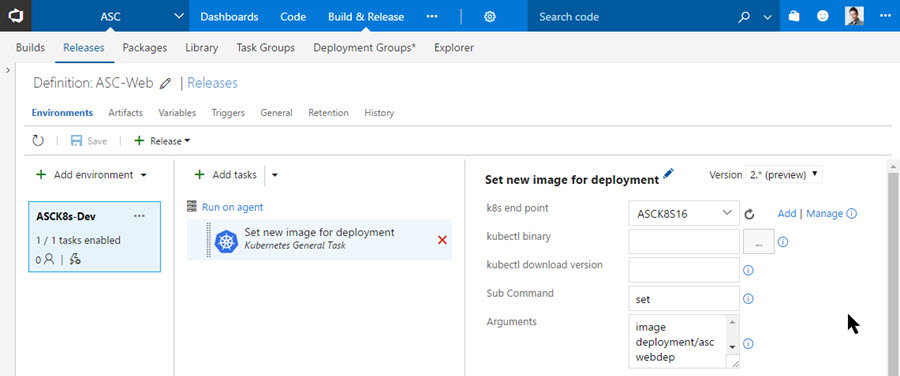 ASC Dashboards Code Build & Release ... Search code ...
Builds Releases Packages Library Task Groups Deployment Groups* Explorer
Definition: ASC-Web | Releases
Environments Artifacts Variables Triggers General Retention History
Save + Release
+ Add environment + Add tasks
Set new image for deployment Version 2.* (preview)
ASCK8s-Dev ...
1 / 1 tasks enabled
0
Run on agent
Set new image for deployment
Kubernetes General Task
k8s end point ASCK8S16 Add | Manage
kubectl binary ...
kubectl download version
Sub Command set
Arguments image
deployment/asc
webdep